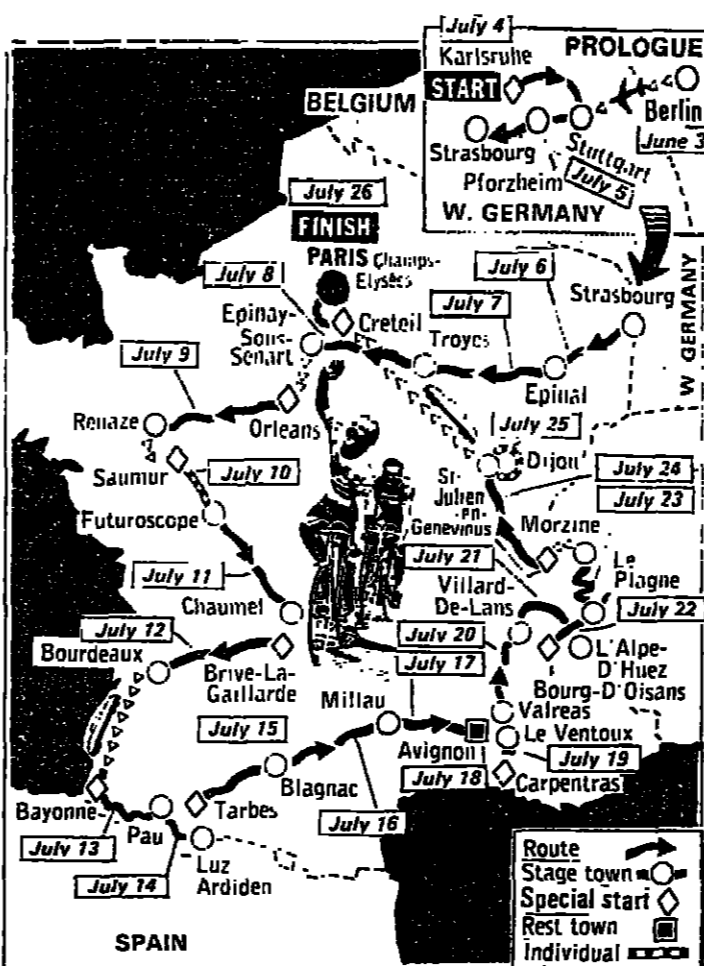 July 4
Karlsruhe
PROLOGUE
START
BELGIUM
Berlin
June 3
Strasbourg
Stuttgart
Pforzheim
July 5
W. GERMANY
July 26
FINISH
PARIS Champs-
Elysées
July 8
July 6
Strasbourg
W GERMANY
July 7
Epinay-
Sous-
Senart
Creteil
Troyes
July 9
Epinal
Renaze
Orleans
July 25
Dijon
Saumur
July 10
July 24
St-
Julien
-en-
July 23
Futuroscope
Morzine
July 21
La
Plagne
July 11
Villard-
De-Lans
July 22
Chaumel
July 12
July 20
L'Alpe-
D'Huez
Bourdeaux
July 17
Brive-La-
Gaillarde
Bourg-D'Oisans
Millau
Valreas
July 15
Le Ventoux
Avignon
July 19
Blagnac
July 18
Carpentras
Bayonne
Tarbes
Pau
July 16
July 13
Luz
Ardiden
July 14
SPAIN
Route
Stage town
Special start
Rest town
Individual